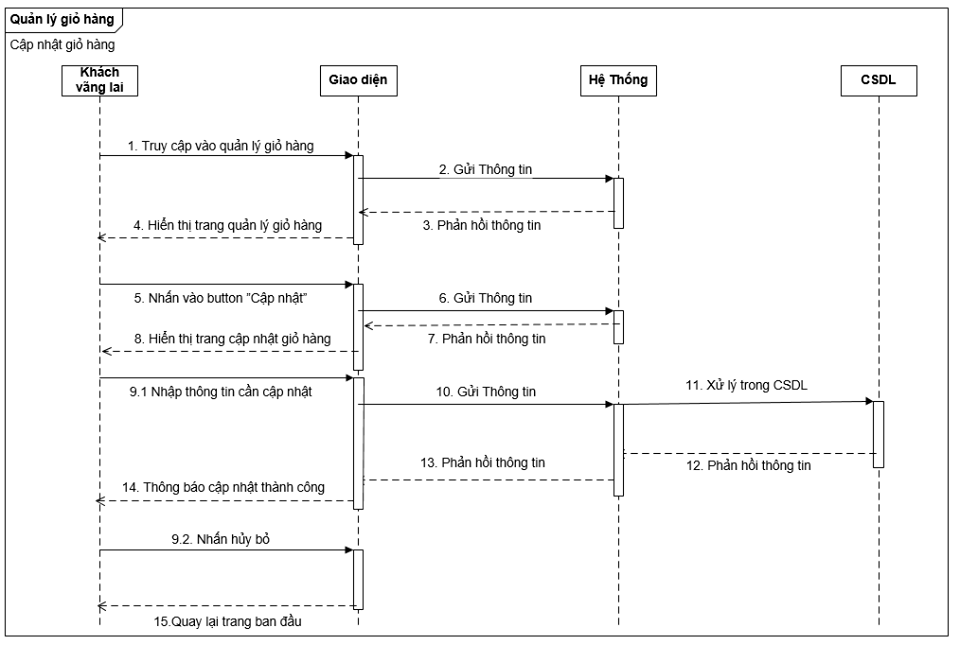 Quản lý giỏ hàng
Cập nhật giỏ hàng
Khách
vãng lai
Giao diện
Hệ Thống
CSDL
1. Truy cập vào quản lý giỏ hàng
2. Gửi Thông tin
3. Phản hồi thông tin
4. Hiển thị trang quản lý giỏ hàng
5. Nhấn vào button ”Cập nhật”
6. Gửi Thông tin
7. Phản hồi thông tin
8. Hiển thị trang cập nhật giỏ hàng
9.1 Nhập thông tin cần cập nhật
10. Gửi Thông tin
11. Xử lý trong CSDL
12. Phản hồi thông tin
13. Phản hồi thông tin
14. Thông báo cập nhật thành công
9.2. Nhấn hủy bỏ
15.Quay lại trang ban đầu